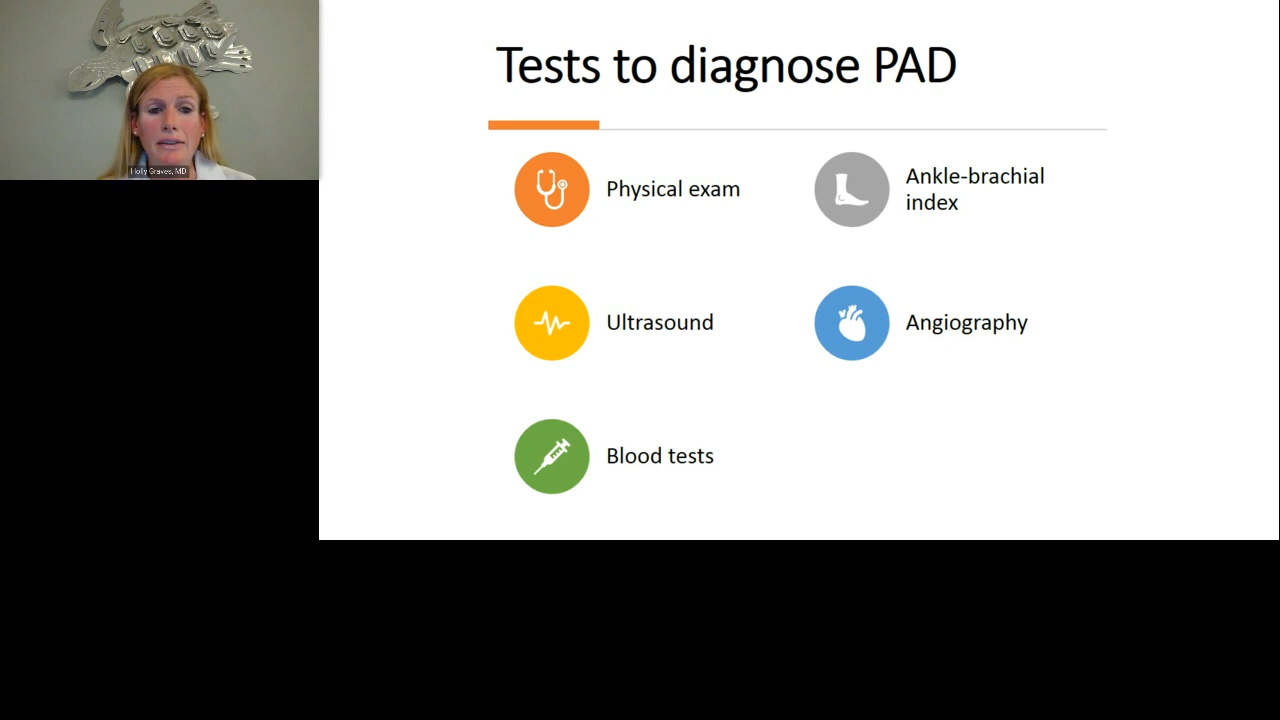 Tests to diagnose PAD
Holly Graves, MD
Physical exam
Ankle-brachial
index
Ultrasound
Angiography
Blood tests